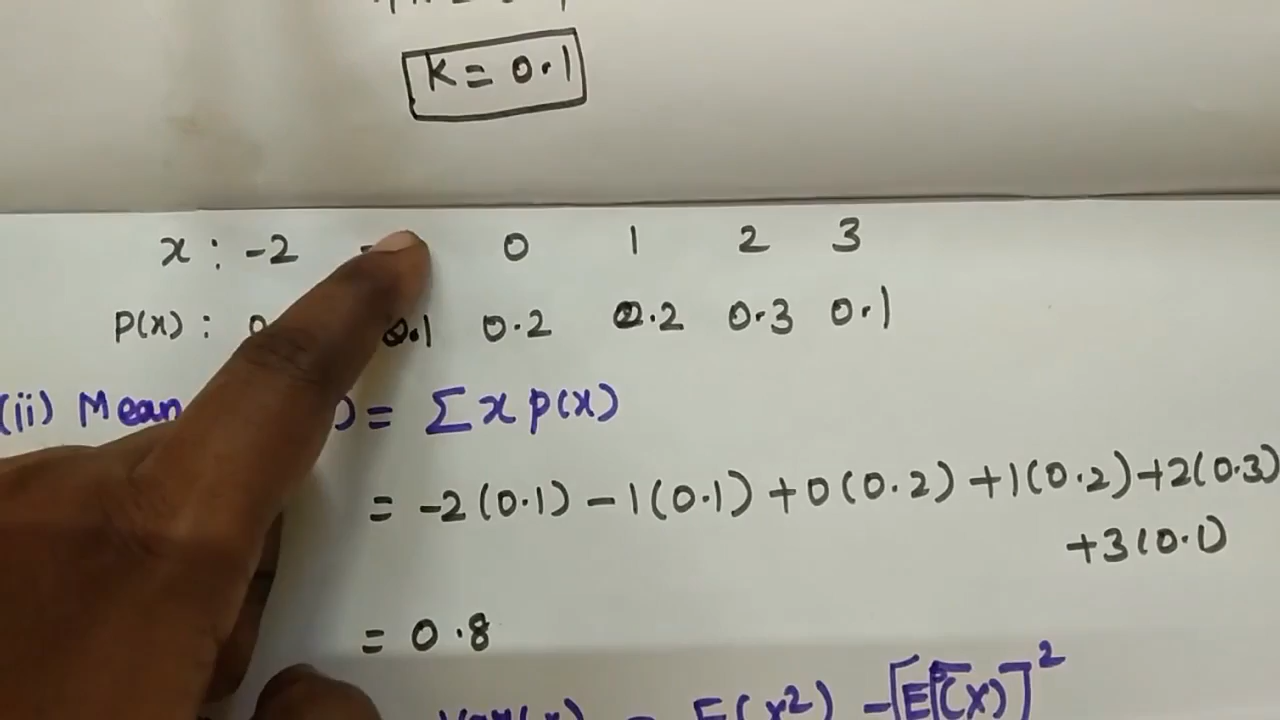 K = 0.1
x : -2 0 1 2 3
P(x) : 0.1 0.2 0.2 0.3 0.1
(ii) Mean ) = Σ x p(x)
= -2(0.1) - 1(0.1) + 0(0.2) + 1(0.2) + 2(0.3)
+3(0.1)
= 0.8
Var(x) = E(x²) - [E(x)]²